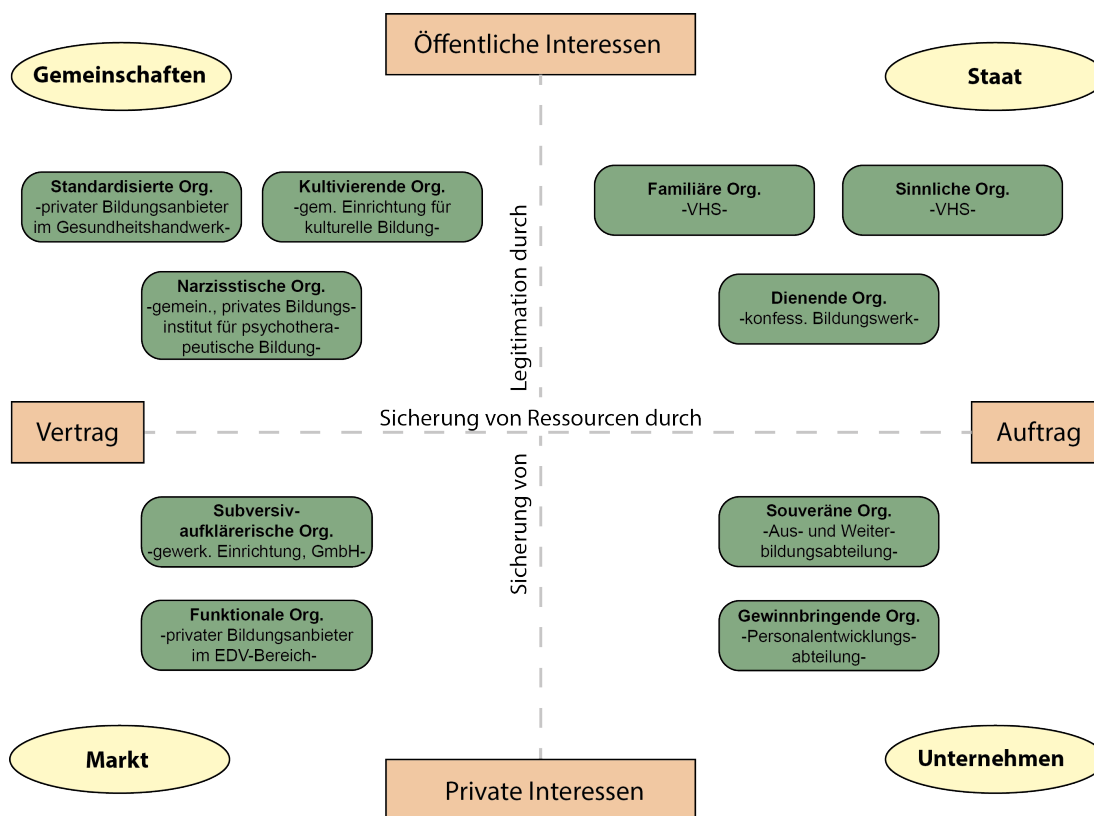 Öffentliche Interessen
Gemeinschaften
Staat
Standardisierte Org.
-privater Bildungsanbieter
im Gesundheitshandwerk-
Kultivierende Org.
-gem. Einrichtung für
kulturelle Bildung-
Familiäre Org.
-VHS-
Sinnliche Org.
-VHS-
Narzisstische Org.
-gemein., privates Bildungs-
institut für psychothera-
peutische Bildung-
Dienende Org.
-konfess. Bildungswerk-
Legitimation durch
Vertrag
Sicherung von Ressourcen durch
Auftrag
Sicherung von
Subversiv-
aufklärerische Org.
-gewerk. Einrichtung, GmbH-
Souveräne Org.
-Aus- und Weiter-
bildungsabteilung-
Funktionale Org.
-privater Bildungsanbieter
im EDV-Bereich-
Gewinnbringende Org.
-Personalentwicklungs-
abteilung-
Markt
Unternehmen
Private Interessen